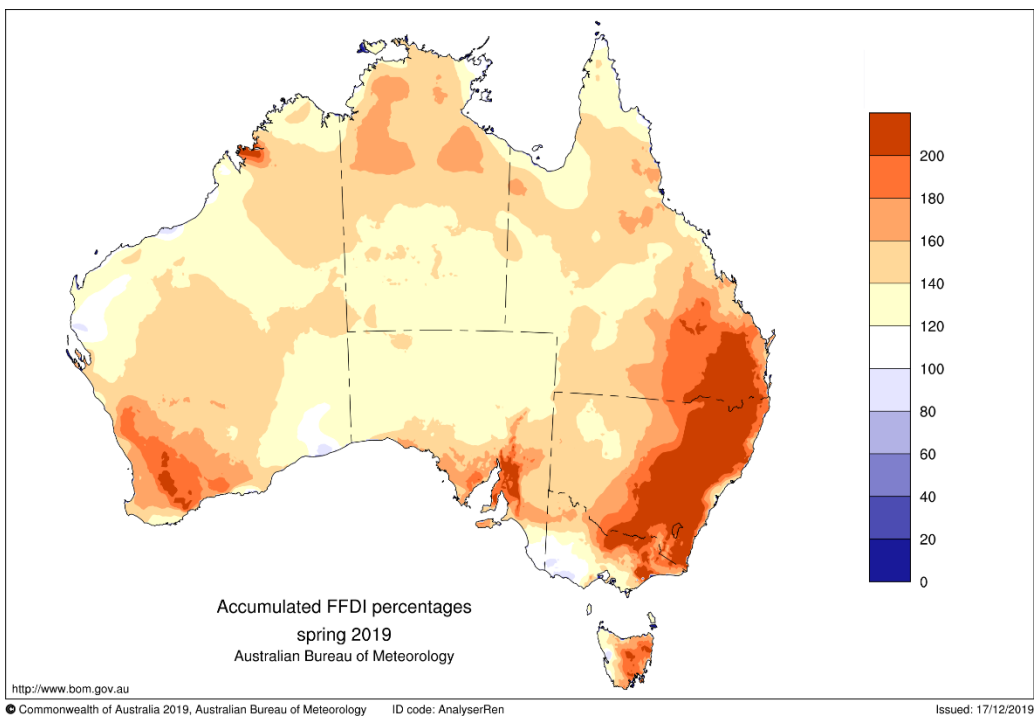 200
180
160
140
120
100
80
60
40
20
0
Accumulated FFDI percentages
spring 2019
Australian Bureau of Meteorology
http://www.bom.gov.au
© Commonwealth of Australia 2019, Australian Bureau of Meteorology ID code: AnalyserRen Issued: 17/12/2019